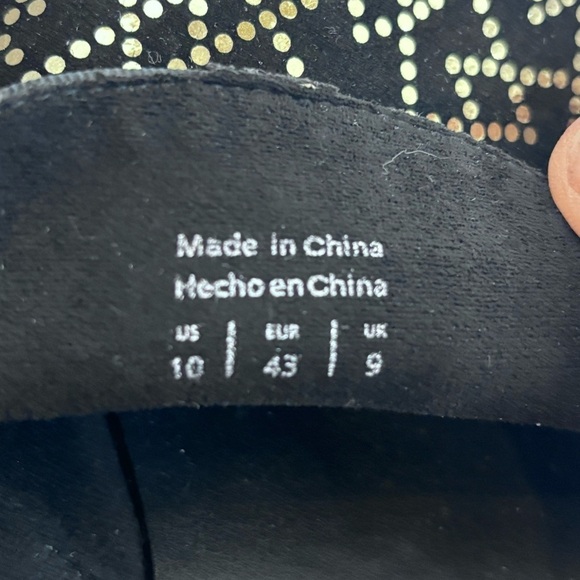 Made in China
Hecho en China
US | EUR | UK
10 | 43 | 9